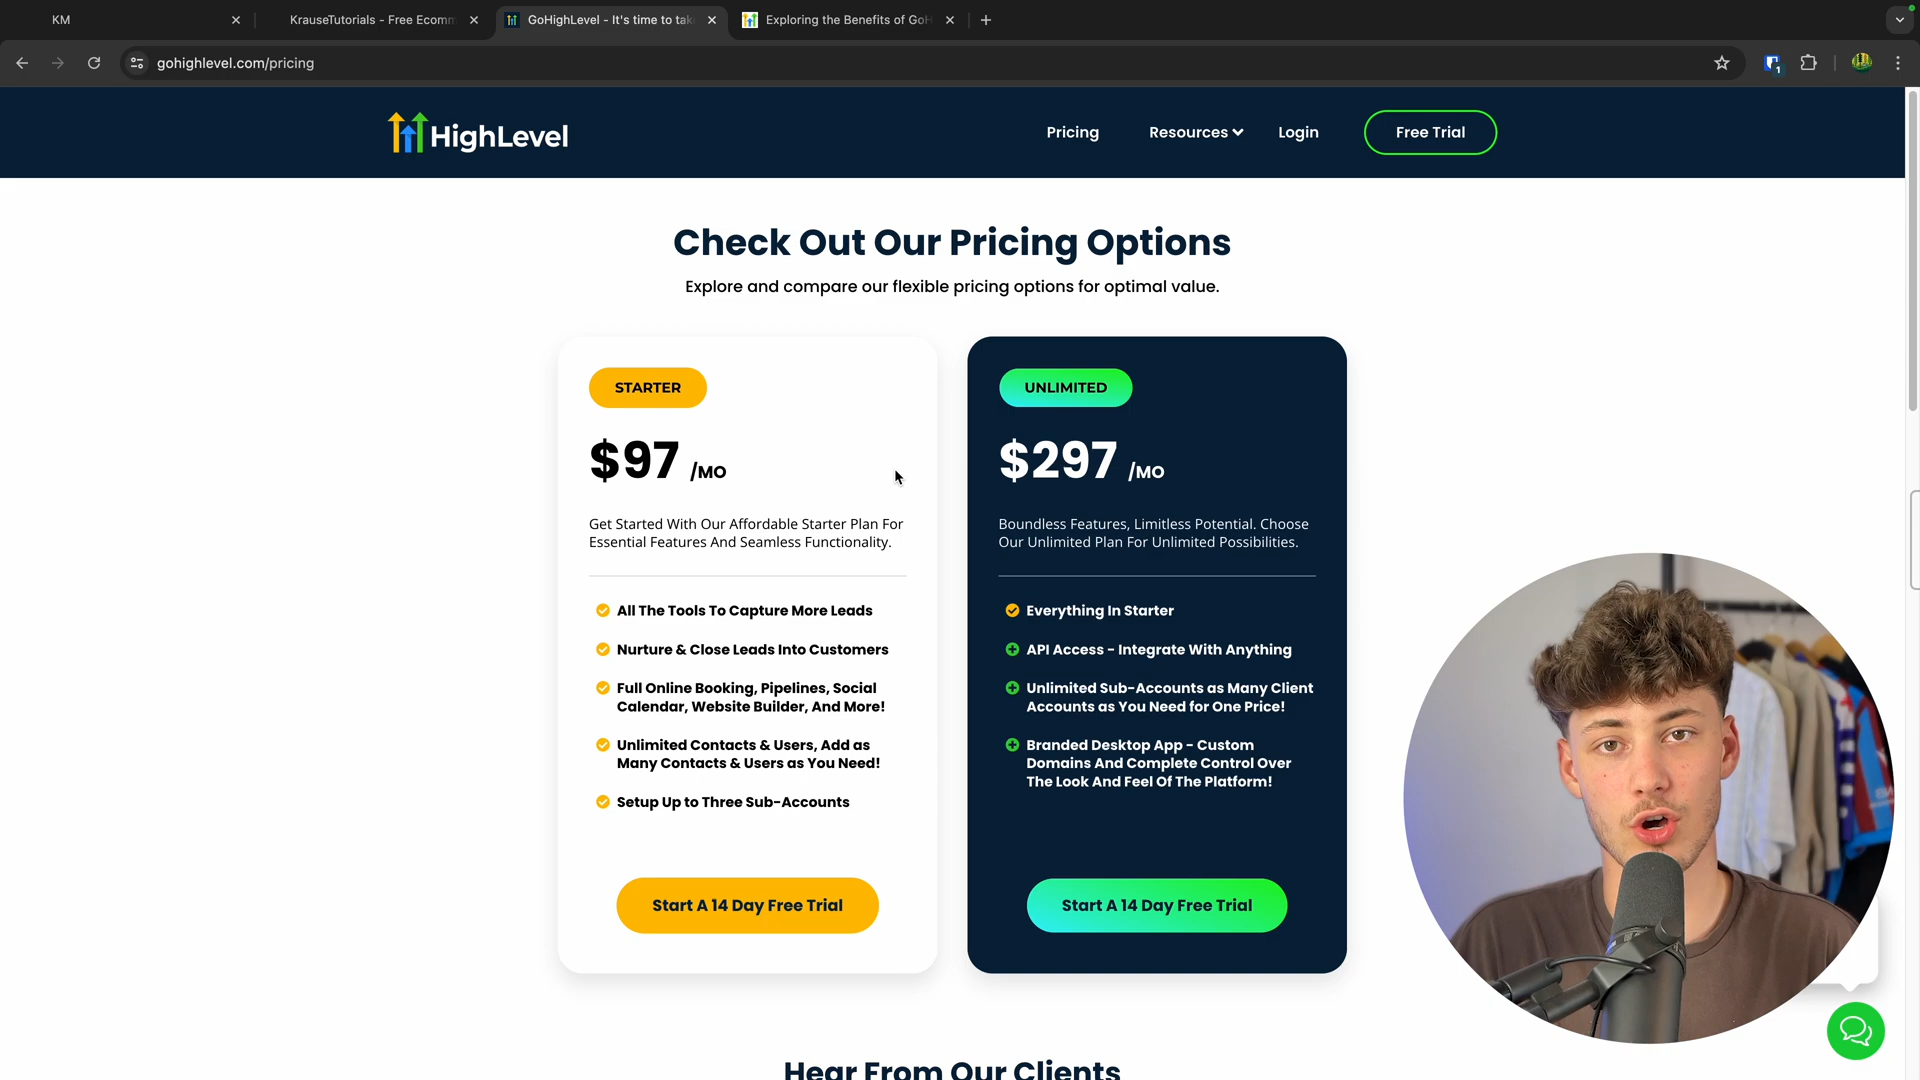 KM
KrauseTutorials - Free Ecomm
GoHighLevel - It's time to tak
Exploring the Benefits of GoH
gohighlevel.com/pricing
1
HighLevel
Pricing
Resources
Login
Free Trial
Check Out Our Pricing Options
Explore and compare our flexible pricing options for optimal value.
STARTER
$97 /MO
Get Started With Our Affordable Starter Plan For
Essential Features And Seamless Functionality.
All The Tools To Capture More Leads
Nurture & Close Leads Into Customers
Full Online Booking, Pipelines, Social
Calendar, Website Builder, And More!
Unlimited Contacts & Users, Add as
Many Contacts & Users as You Need!
Setup Up to Three Sub-Accounts
Start A 14 Day Free Trial
UNLIMITED
$297 /MO
Boundless Features, Limitless Potential. Choose
Our Unlimited Plan For Unlimited Possibilities.
Everything In Starter
API Access - Integrate With Anything
Unlimited Sub-Accounts as Many Client
Accounts as You Need for One Price!
Branded Desktop App - Custom
Domains And Complete Control Over
The Look And Feel Of The Platform!
Start A 14 Day Free Trial
Hear From Our Clients